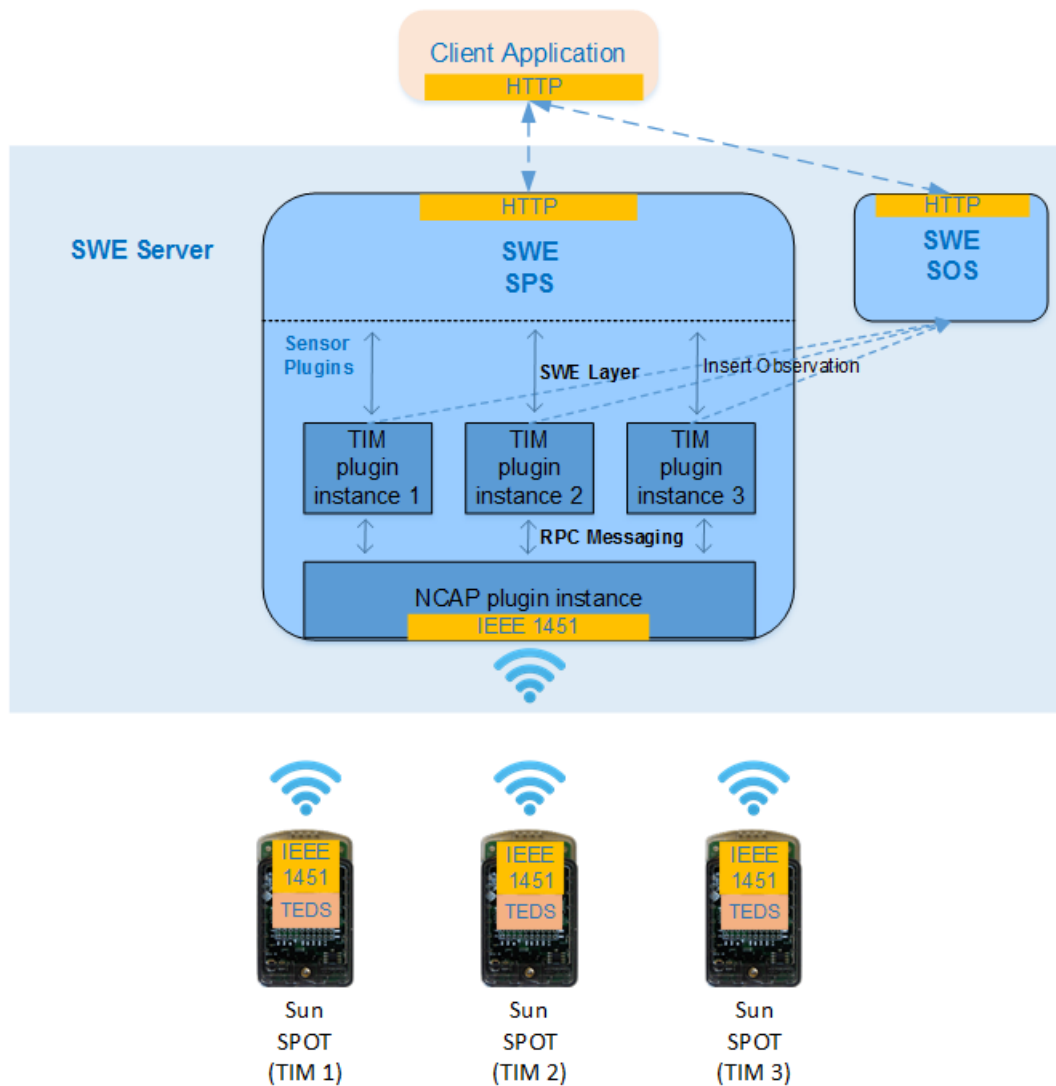 Client Application
HTTP
HTTP
HTTP
SWE Server
SWE
SPS
SWE
SOS
Sensor
Plugins
SWE Layer
Insert Observation
TIM
plugin
instance 1
TIM
plugin
instance 2
TIM
plugin
instance 3
RPC Messaging
NCAP plugin instance
IEEE 1451
IEEE
1451
TEDS
IEEE
1451
TEDS
IEEE
1451
TEDS
Sun
SPOT
(TIM 1)
Sun
SPOT
(TIM 2)
Sun
SPOT
(TIM 3)